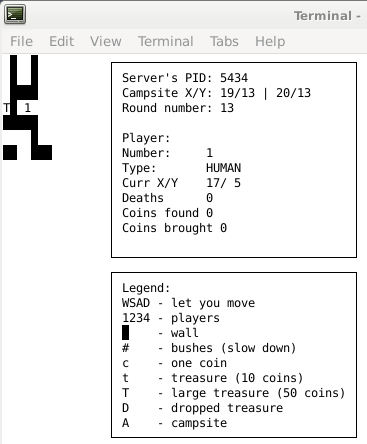 Terminal -
File Edit View Terminal Tabs Help
T 1
Server's PID: 5434
Campsite X/Y: 19/13 | 20/13
Round number: 13
Player:
Number: 1
Type: HUMAN
Curr X/Y 17/ 5
Deaths 0
Coins found 0
Coins brought 0
Legend:
WSAD - let you move
1234 - players
█ - wall
# - bushes (slow down)
c - one coin
t - treasure (10 coins)
T - large treasure (50 coins)
D - dropped treasure
A - campsite